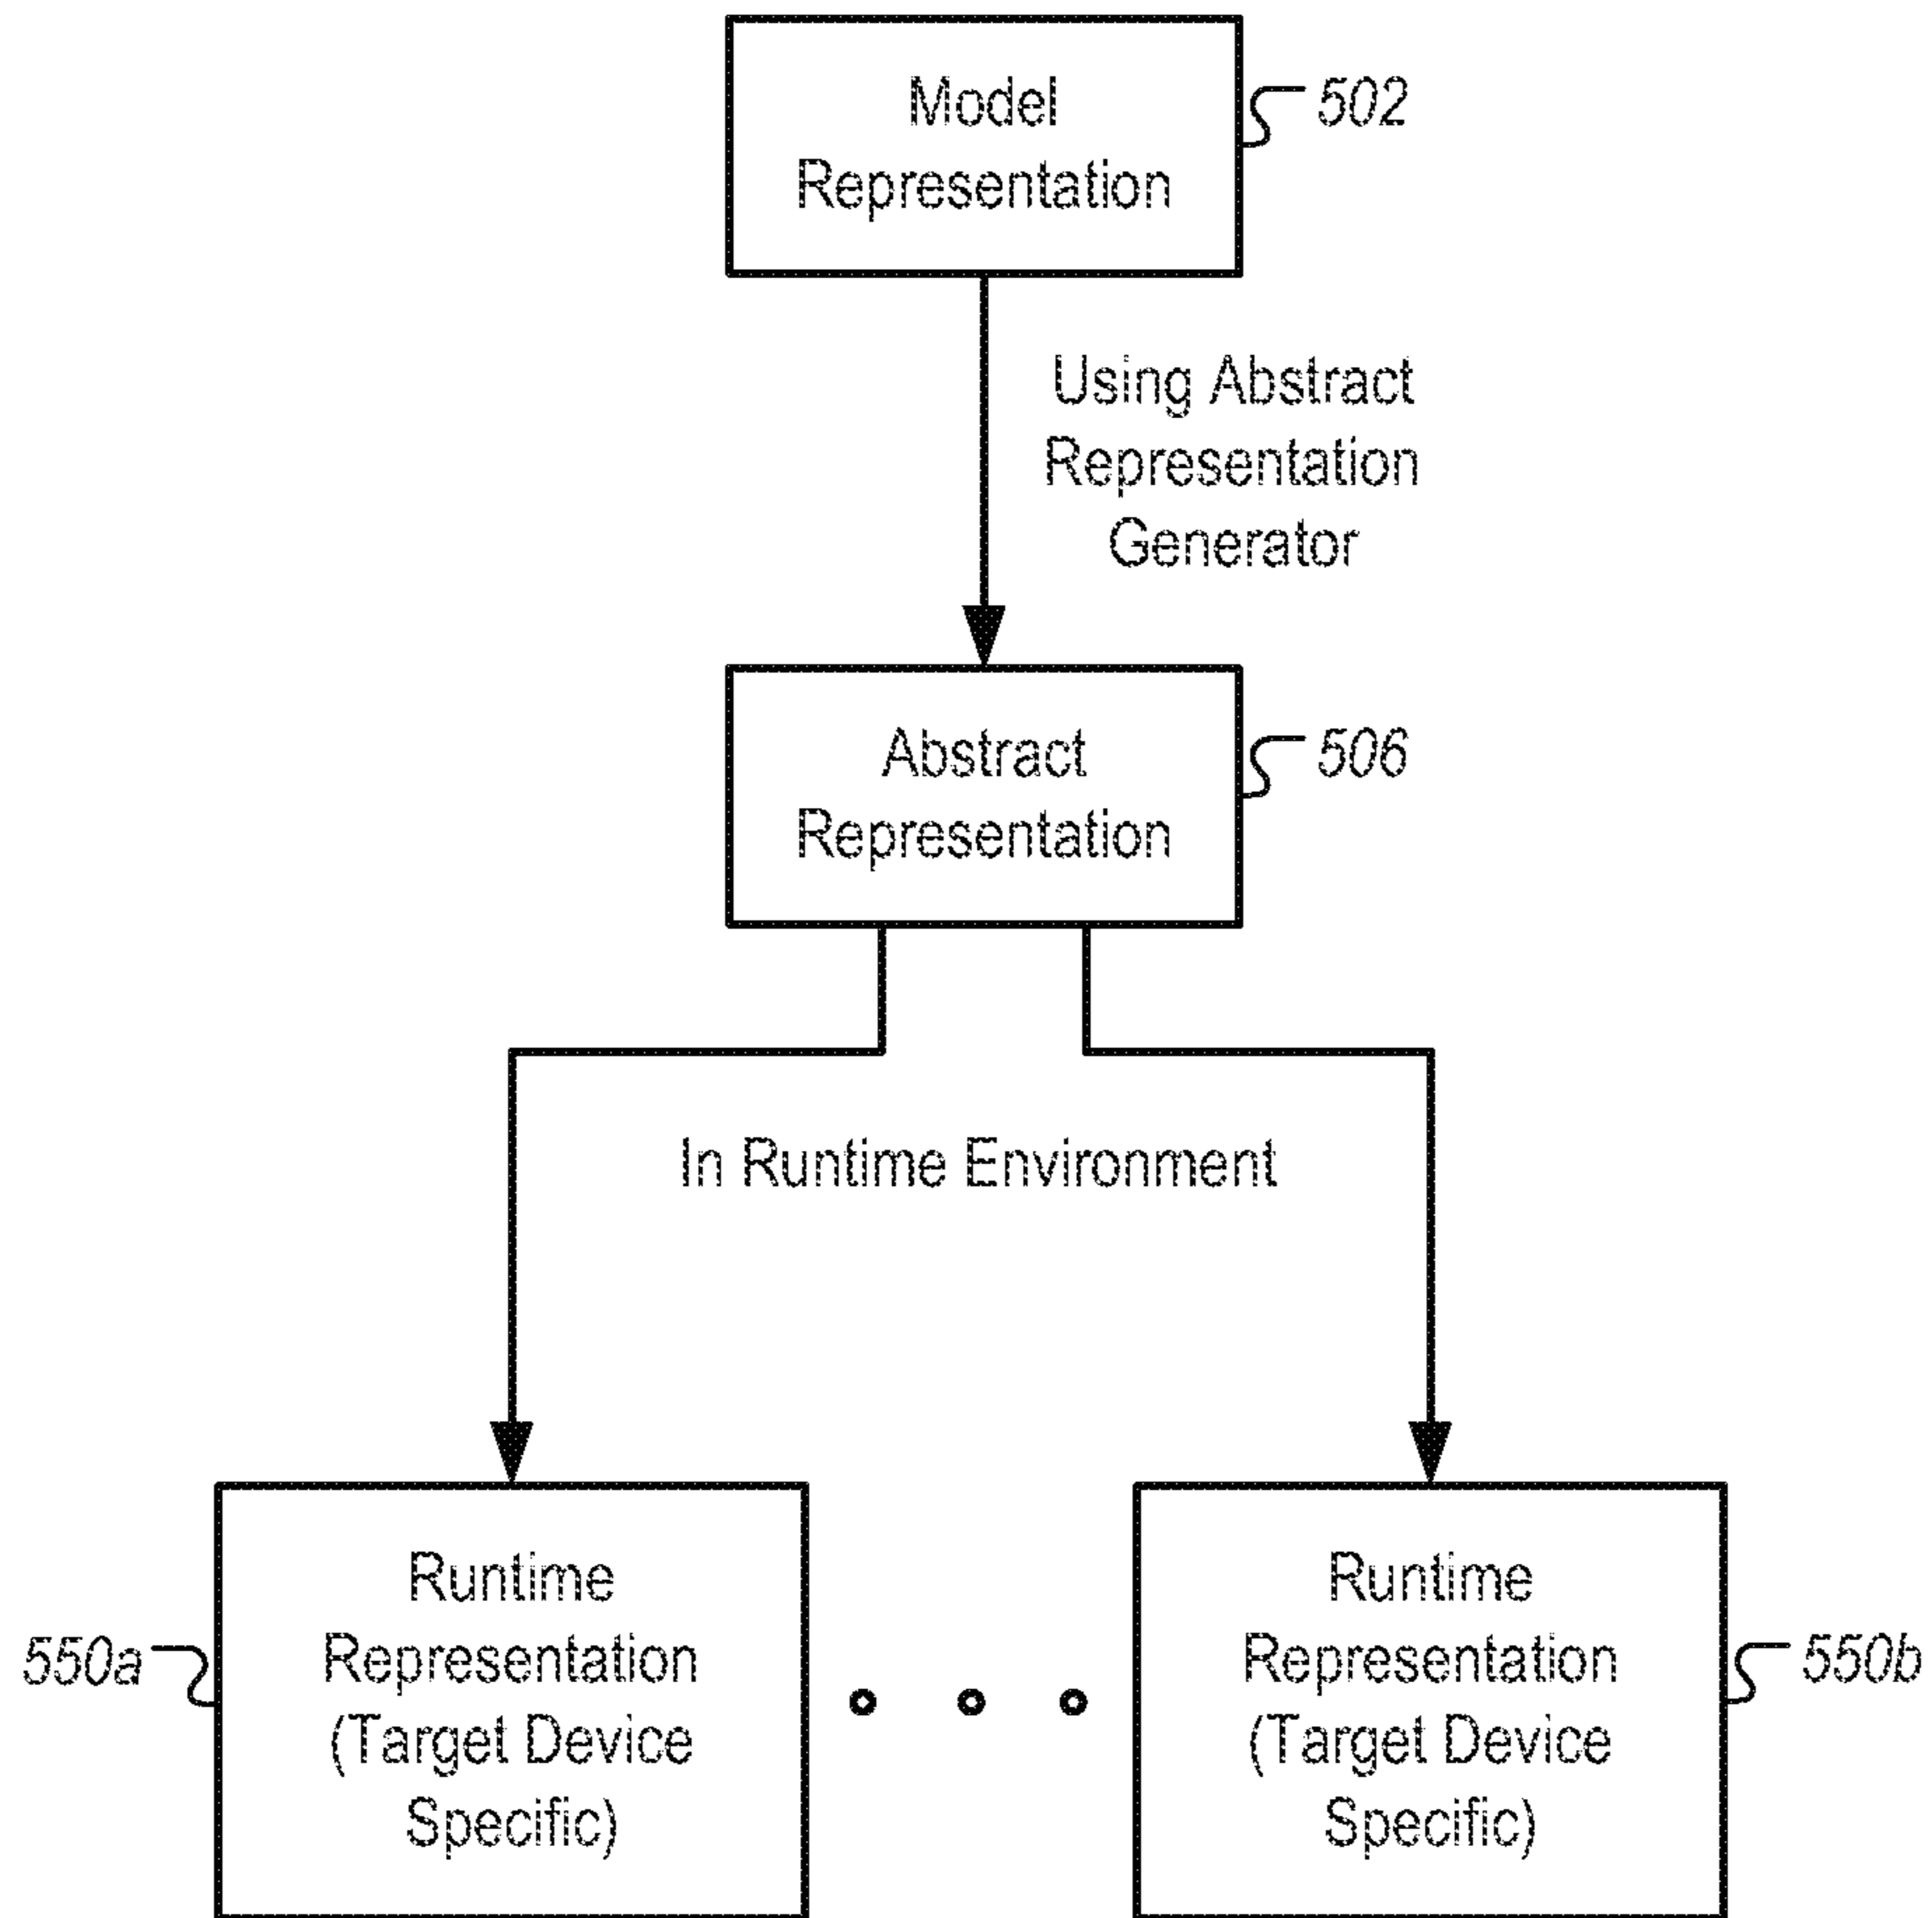 Model
Representation
502
Using Abstract
Representation
Generator
Abstract
Representation
506
In Runtime Environment
Runtime
Representation
(Target Device
Specific)
550a
Runtime
Representation
(Target Device
Specific)
550b